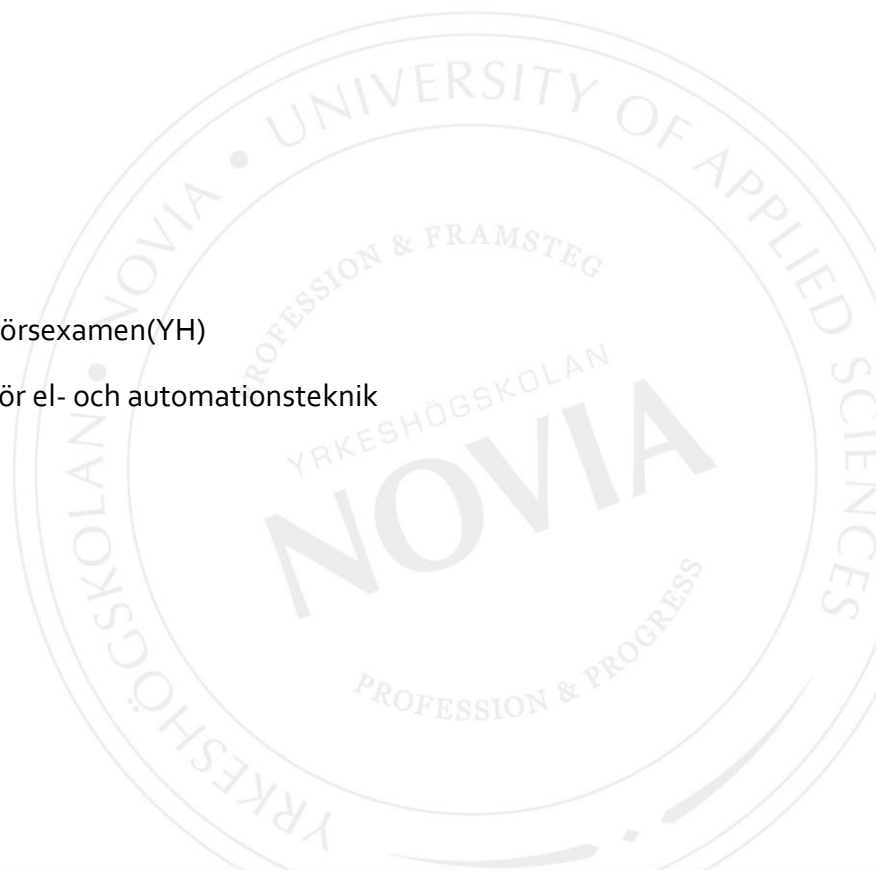 örsexamen(YH)
ör el- och automationsteknik
YRKESHÖGSKOLAN • NOVIA • UNIVERSITY OF APPLIED SCIENCES
PROFESSION & FRAMSTEG
YRKESHÖGSKOLAN
NOVIA
PROFESSION & PROGRESS